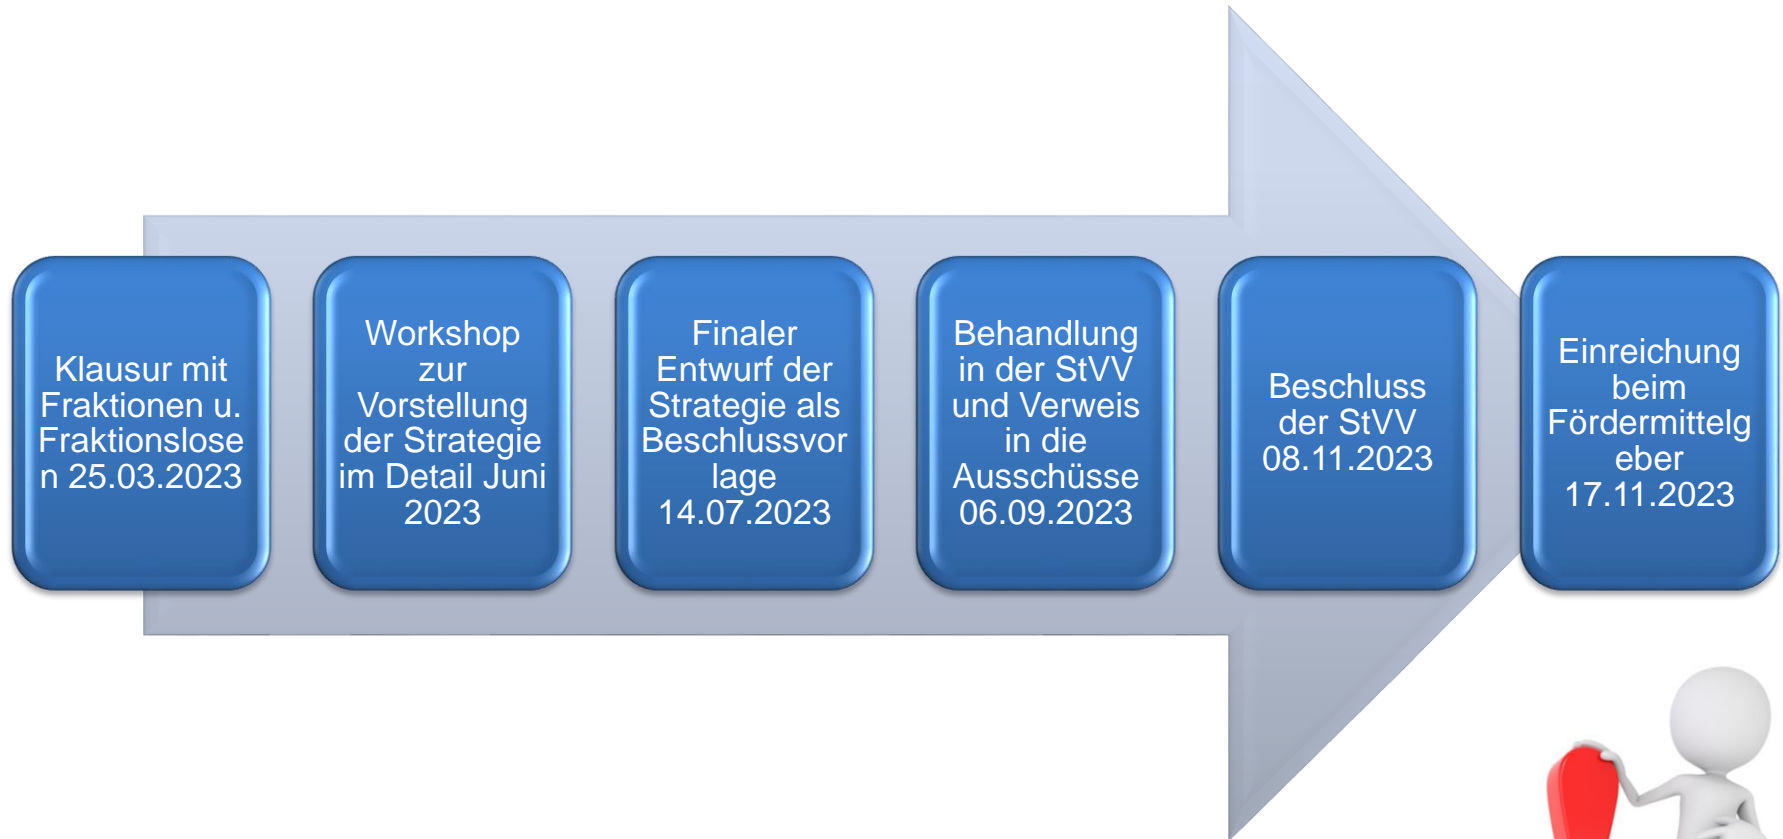 Klausur mit
Fraktionen u.
Fraktionslose
n 25.03.2023
Workshop
zur
Vorstellung
der Strategie
im Detail Juni
2023
Finaler
Entwurf der
Strategie als
Beschlussvor
lage
14.07.2023
Behandlung
in der StVV
und Verweis
in die
Ausschüsse
06.09.2023
Beschluss
der StVV
08.11.2023
Einreichung
beim
Fördermittelg
eber
17.11.2023